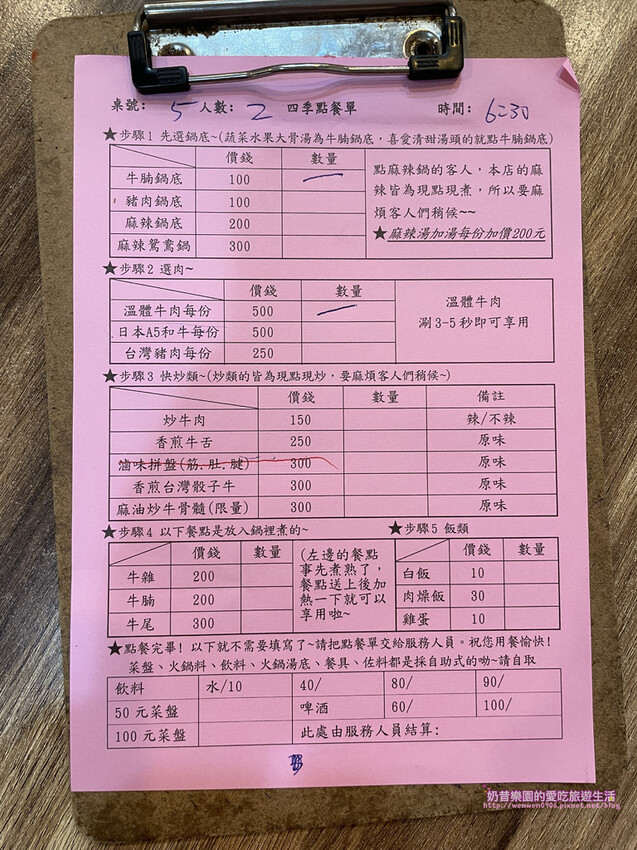 桌號: 5 人數: 2 四季點餐單 時間: 6:30
★步驟1 先選鍋底~(蔬菜水果大骨湯為牛腩鍋底,喜愛清甜湯頭的就點牛腩鍋底)
價錢 數量
牛腩鍋底 100 一
豬肉鍋底 100
麻辣鍋底 200
麻辣鴛鴦鍋 300
點麻辣鍋的客人,本店的麻
辣皆為現點現煮,所以要麻
煩客人們稍候~~
★麻辣湯加湯每份加價200元
★步驟2 選肉~
價錢 數量
溫體牛肉每份 500 一
日本A5和牛每份 500
台灣豬肉每份 250
溫體牛肉
涮3-5秒即可享用
★步驟3 快炒類~(炒類的皆為現點現炒,要麻煩客人們稍候~)
價錢 數量 備註
炒牛肉 150 辣/不辣
香煎牛舌 250 原味
滷味拼盤(筋.肚.腱) 300 原味
香煎台灣骰子牛 300 原味
麻油炒牛骨髓(限量) 300 原味
★步驟4 以下餐點是放入鍋裡煮的~
價錢 數量
牛雜 200
牛腩 200
牛尾 300
(左邊的餐點
事先煮熟了,
餐點送上後加
熱一下就可以
享用啦~
★步驟5 飯類
價錢 數量
白飯 10
肉燥飯 30
雞蛋 10
★點餐完畢! 以下就不需要填寫了~請把點餐單交給服務人員。祝您用餐愉快!
菜盤、火鍋料、飲料、火鍋湯底、餐具、佐料都是採自助式的呦~請自取
飲料 水/10 40/ 80/ 90/
50元菜盤 啤酒 60/ 100/
100元菜盤 此處由服務人員結算:
奶昔樂園的愛吃旅遊生活
http://wenwen0906.pixnet.net/blog